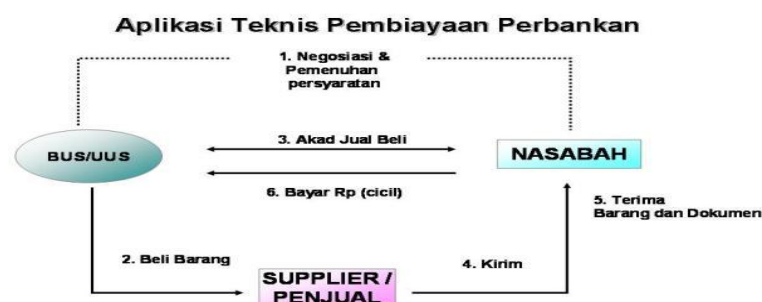 Aplikasi Teknis Pembiayaan Perbankan
1. Negosiasi &
Pemenuhan
persyaratan
3. Akad Jual Beli
BUS/UUS
NASABAH
6. Bayar Rp (cicil)
5. Terima
Barang dan Dokumen
2. Beli Barang
4. Kirim
SUPPLIER /
PENJUAL